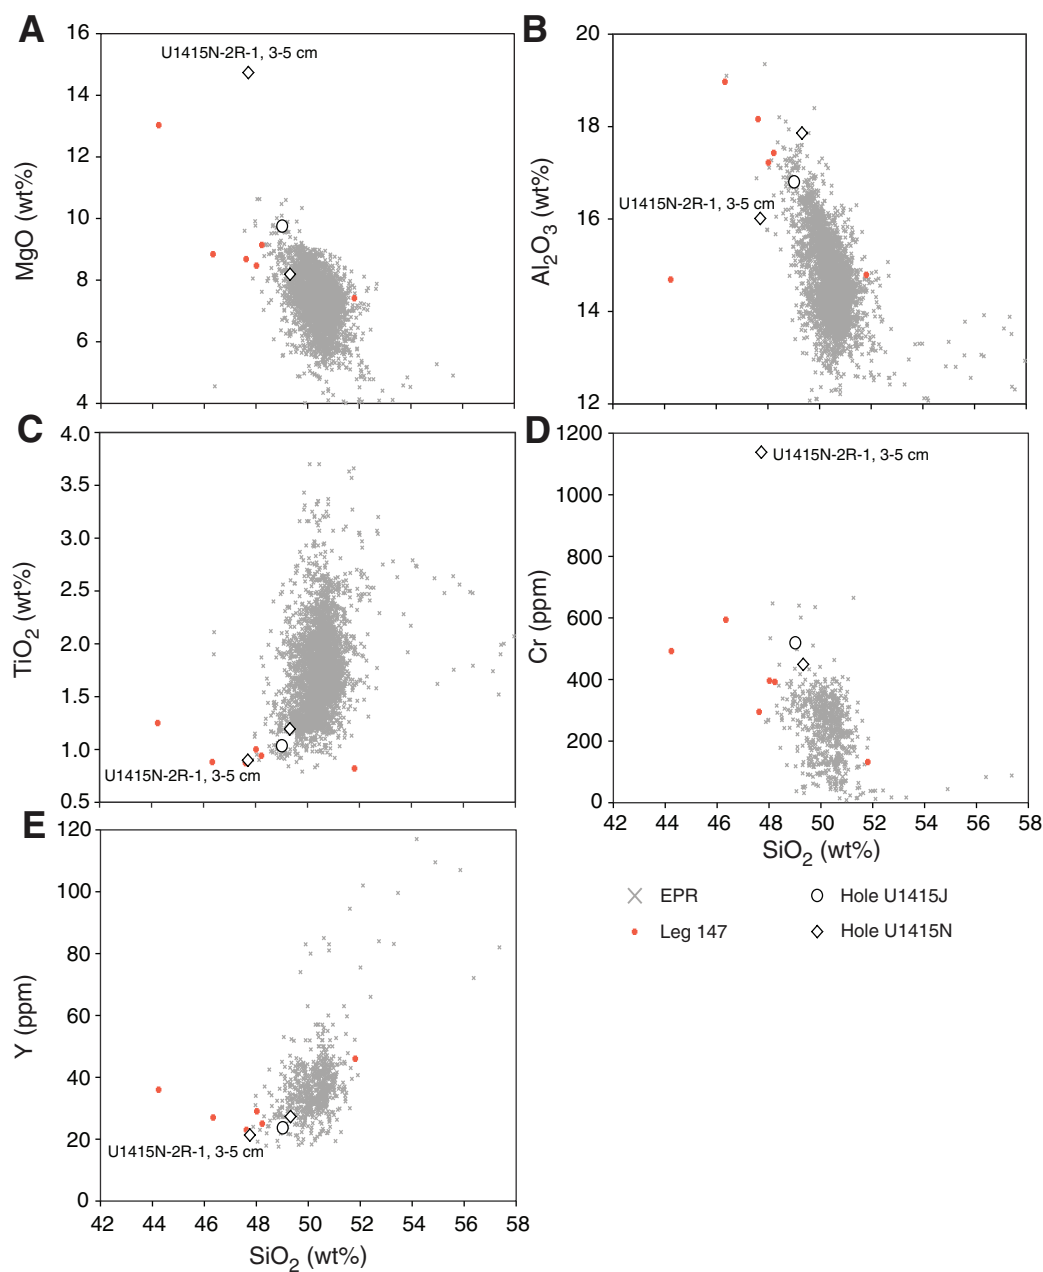 A
16
14
12
10
8
6
4
MgO (wt%)
U1415N-2R-1, 3-5 cm
B
20
18
16
14
12
Al2O3 (wt%)
U1415N-2R-1, 3-5 cm
C
4.0
3.5
3.0
2.5
2.0
1.5
1.0
0.5
TiO2 (wt%)
U1415N-2R-1, 3-5 cm
D
1200
1000
800
600
400
200
0
Cr (ppm)
U1415N-2R-1, 3-5 cm
42 44 46 48 50 52 54 56 58
SiO2 (wt%)
E
120
100
80
60
40
20
0
Y (ppm)
U1415N-2R-1, 3-5 cm
42 44 46 48 50 52 54 56 58
SiO2 (wt%)
EPR
Hole U1415J
Leg 147
Hole U1415N